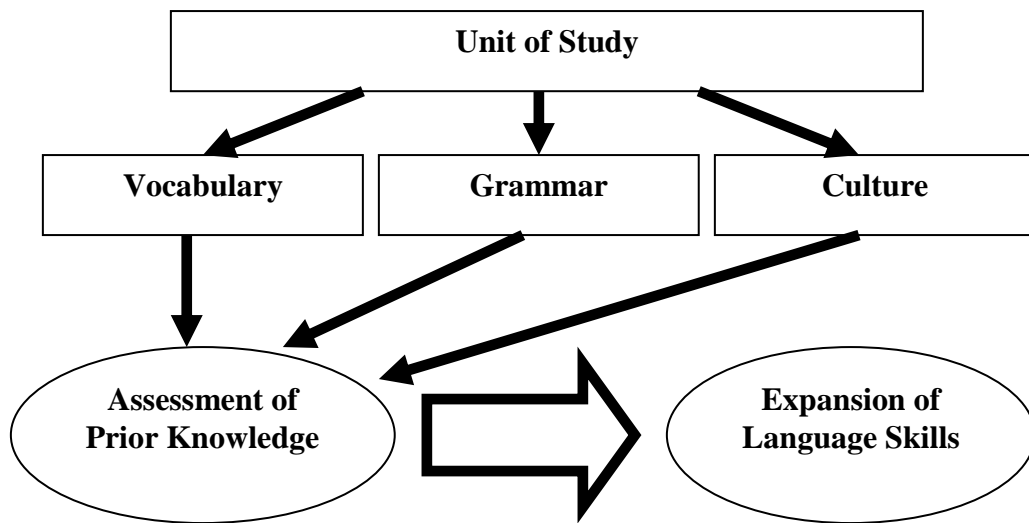 Unit of Study
Vocabulary
Grammar
Culture
Assessment of
Prior Knowledge
Expansion of
Language Skills